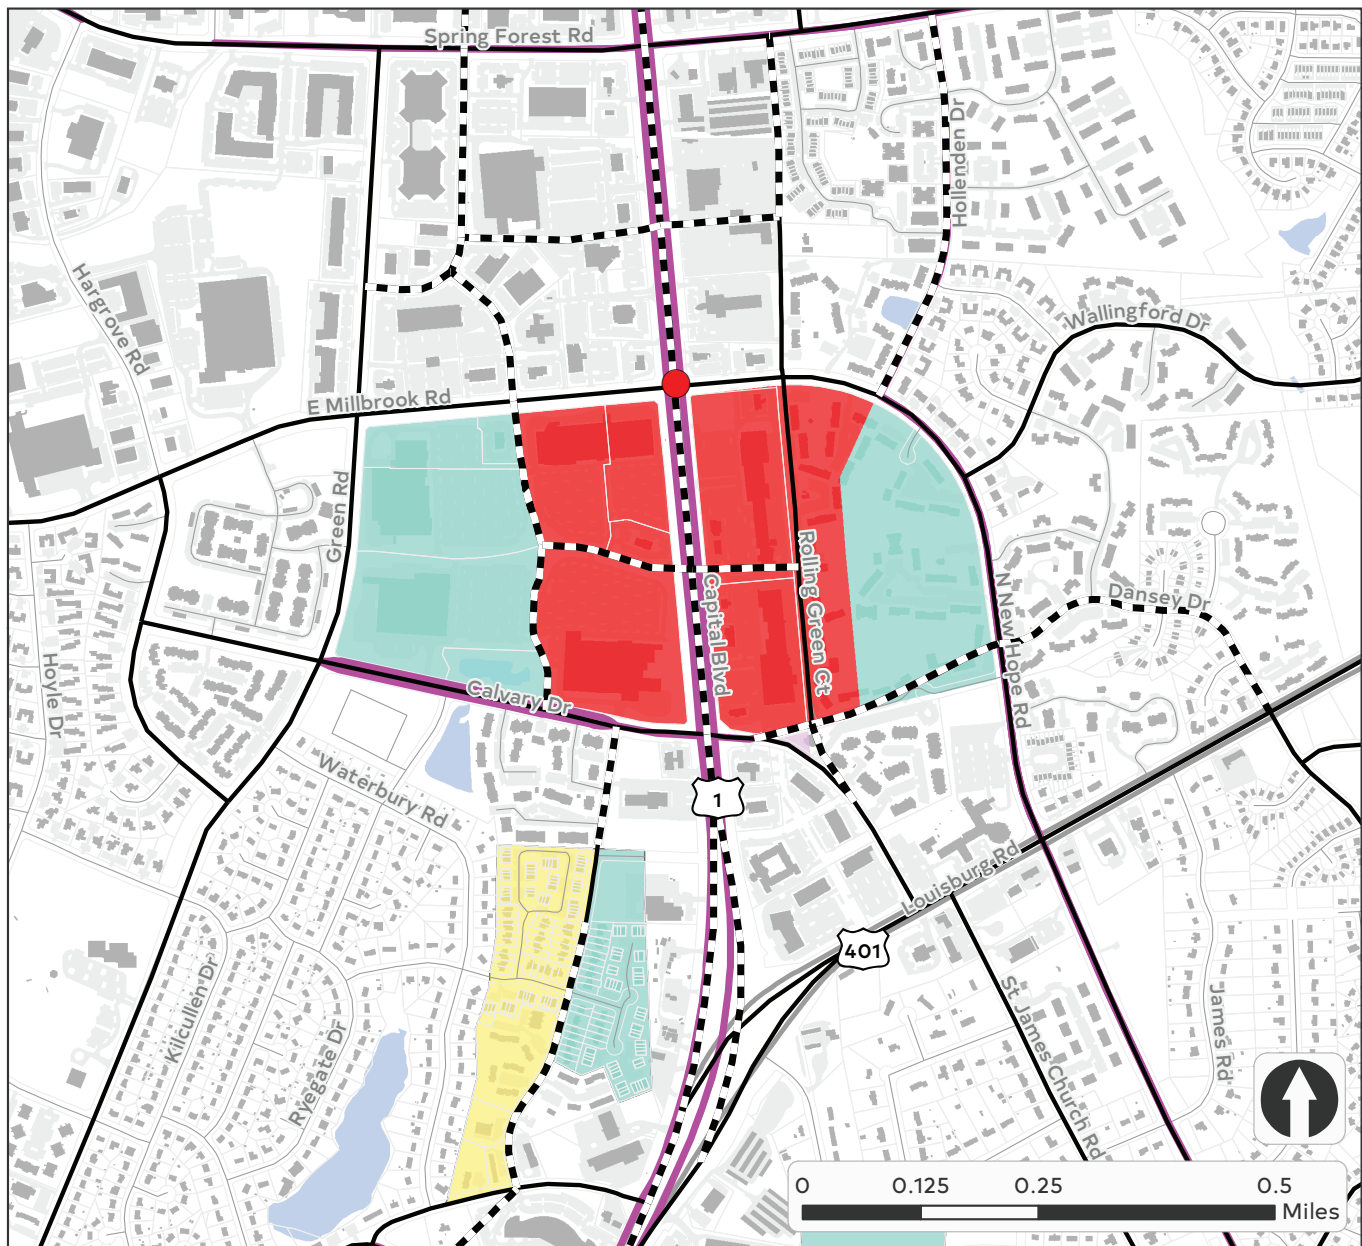 Spring Forest Rd
Hollenden Dr
Hargrove Rd
Wallingford Dr
E Millbrook Rd
Green Rd
Rolling Green Ct
Capital Blvd
N New Hope Rd
Dansey Dr
Hoyle Dr
Calvary Dr
Waterbury Rd
1
Louisburg Rd
401
Kilcullen Dr
Ryegate Dr
St James Church Rd
James Rd
0 0.125 0.25 0.5
Miles